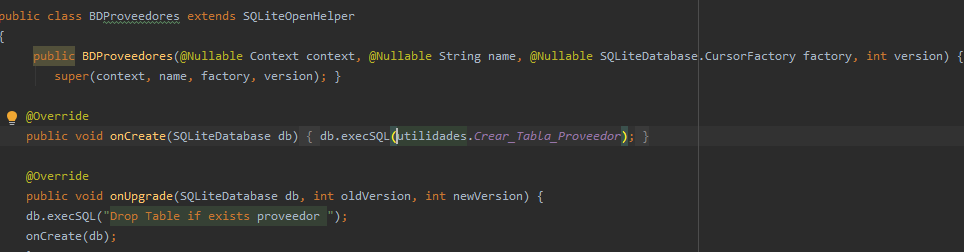 public class BDProveedores extends SQLiteOpenHelper
{
public BDProveedores(@Nullable Context context, @Nullable String name, @Nullable SQLiteDatabase.CursorFactory factory, int version) {
super(context, name, factory, version); }
@Override
public void onCreate(SQLiteDatabase db) { db.execSQL(utilidades.Crear_Tabla_Proveedor); }
@Override
public void onUpgrade(SQLiteDatabase db, int oldVersion, int newVersion) {
db.execSQL("Drop Table if exists proveedor ");
onCreate(db);